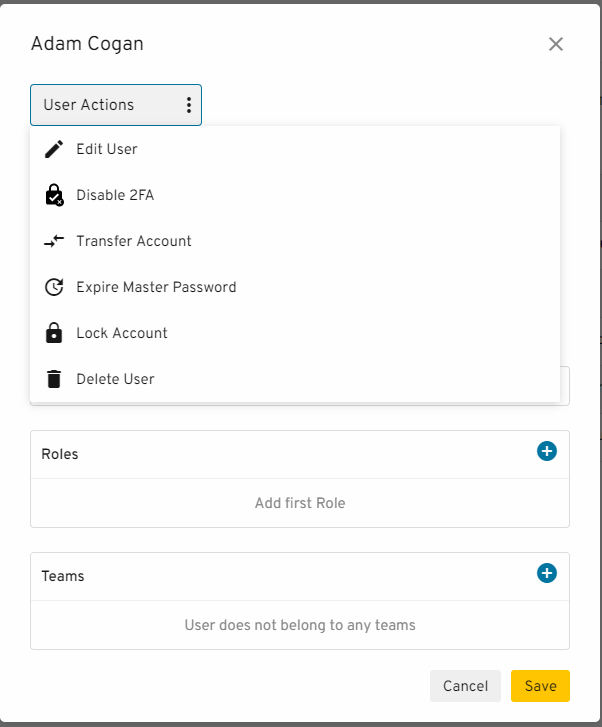 Adam Cogan
User Actions
Edit User
Disable 2FA
Transfer Account
Expire Master Password
Lock Account
Delete User
Roles
Add first Role
Teams
User does not belong to any teams
Cancel
Save